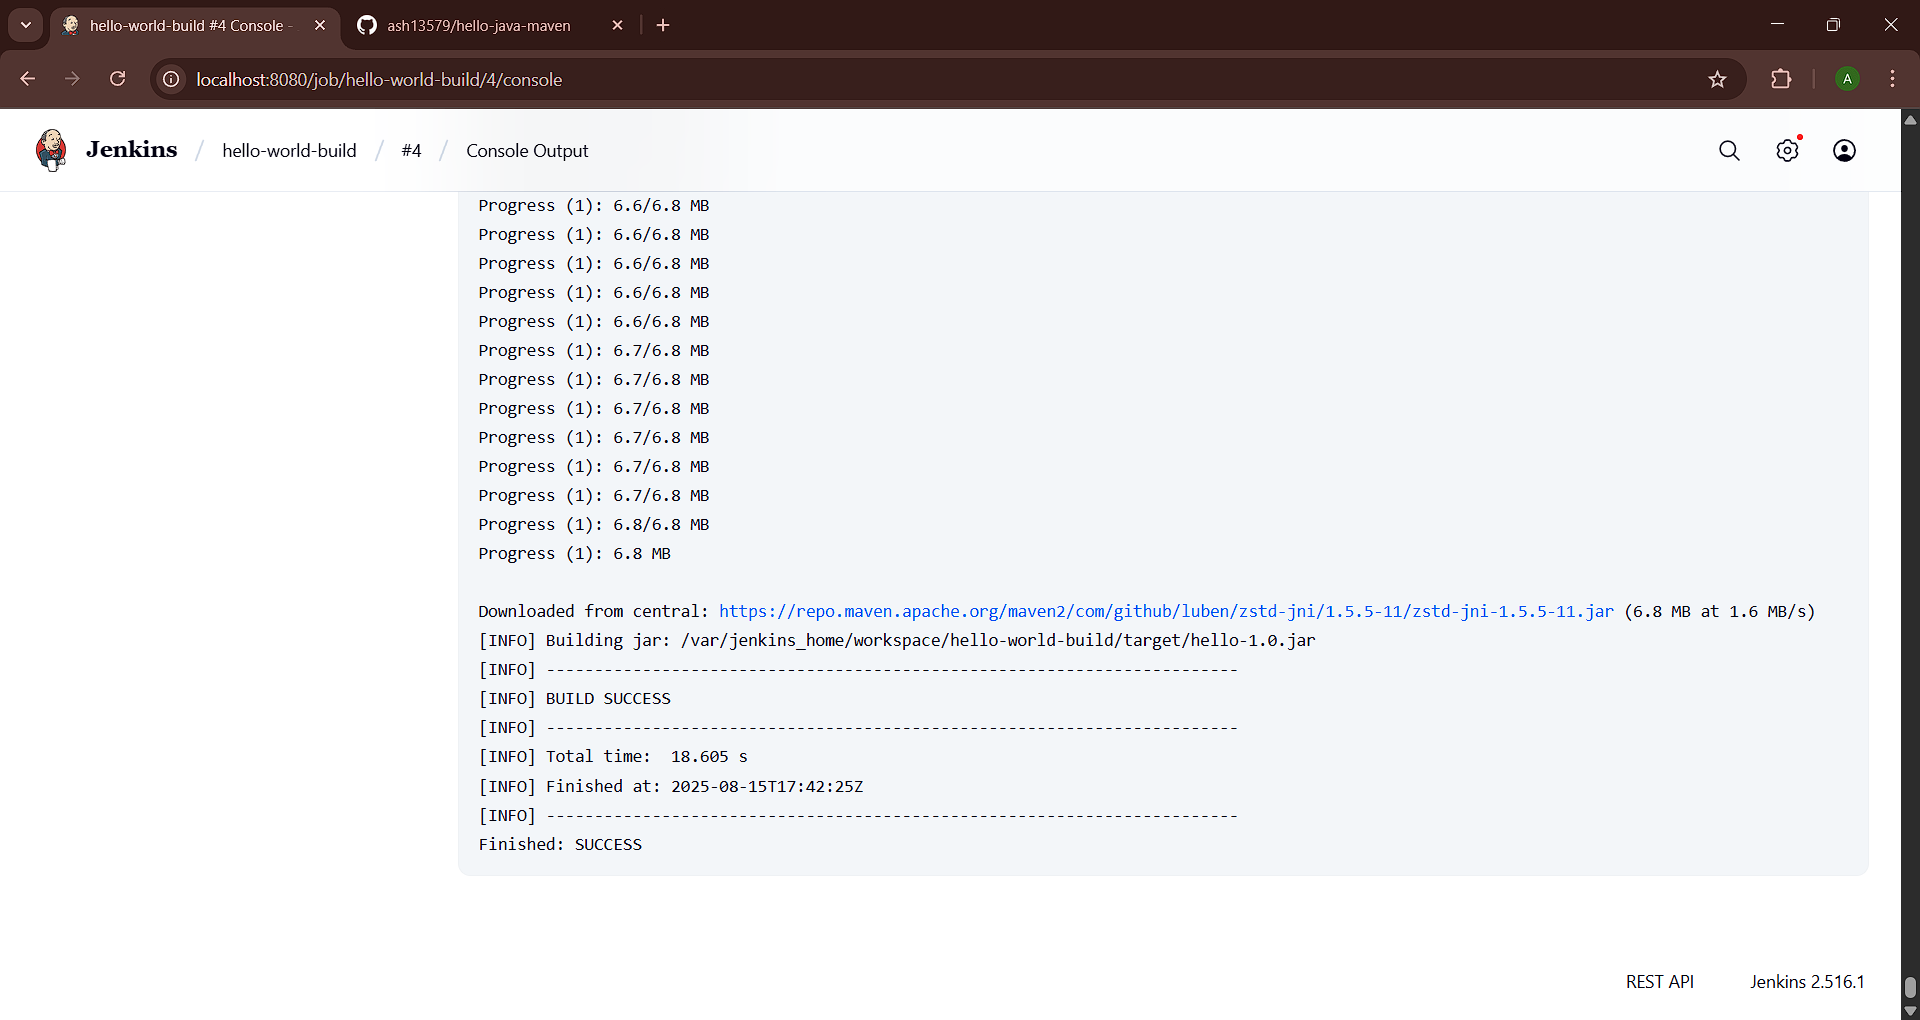 hello-world-build #4 Console -
ash13579/hello-java-maven
localhost:8080/job/hello-world-build/4/console
A
Jenkins / hello-world-build / #4 / Console Output
Progress (1): 6.6/6.8 MB
Progress (1): 6.6/6.8 MB
Progress (1): 6.6/6.8 MB
Progress (1): 6.6/6.8 MB
Progress (1): 6.6/6.8 MB
Progress (1): 6.7/6.8 MB
Progress (1): 6.7/6.8 MB
Progress (1): 6.7/6.8 MB
Progress (1): 6.7/6.8 MB
Progress (1): 6.7/6.8 MB
Progress (1): 6.7/6.8 MB
Progress (1): 6.8/6.8 MB
Progress (1): 6.8 MB
Downloaded from central: https://repo.maven.apache.org/maven2/com/github/luben/zstd-jni/1.5.5-11/zstd-jni-1.5.5-11.jar (6.8 MB at 1.6 MB/s)
[INFO] Building jar: /var/jenkins_home/workspace/hello-world-build/target/hello-1.0.jar
[INFO] ------------------------------------------------------------------------
[INFO] BUILD SUCCESS
[INFO] ------------------------------------------------------------------------
[INFO] Total time:  18.605 s
[INFO] Finished at: 2025-08-15T17:42:25Z
[INFO] ------------------------------------------------------------------------
Finished: SUCCESS
REST API
Jenkins 2.516.1